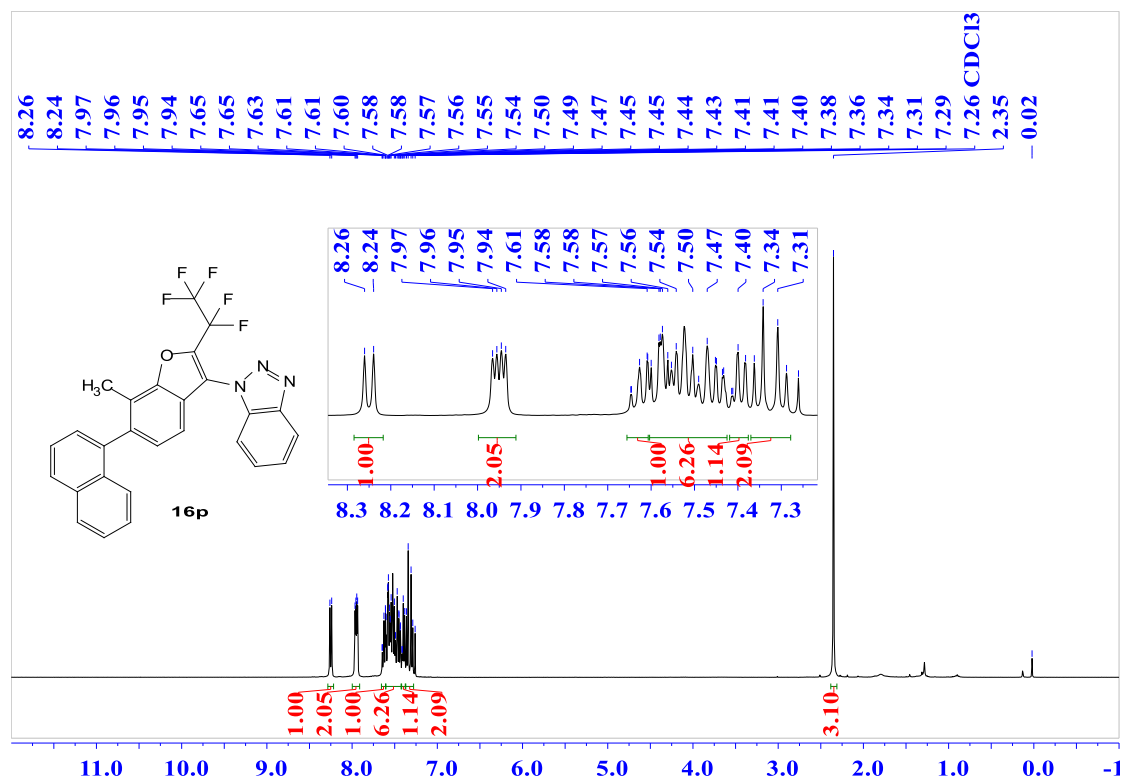 8.26 8.24 7.97 7.96 7.95 7.94 7.65 7.65 7.63 7.61 7.61 7.60 7.58 7.58 7.57 7.56 7.55 7.54 7.50 7.49 7.47 7.45 7.45 7.44 7.43 7.41 7.41 7.40 7.38 7.36 7.34 7.31 7.29 7.26 CDCl3 2.35 0.02
8.26 8.24 7.97 7.96 7.95 7.94 7.61 7.58 7.58 7.57 7.56 7.54 7.50 7.47 7.40 7.34 7.31
F F
F F
F
O
N N
H3C N
16p
1.00 2.05 1.00 6.26 1.14 2.09
8.3 8.2 8.1 8.0 7.9 7.8 7.7 7.6 7.5 7.4 7.3
1.00 2.05 1.00 6.26 1.14 2.09 3.10
11.0 10.0 9.0 8.0 7.0 6.0 5.0 4.0 3.0 2.0 1.0 0.0 -1